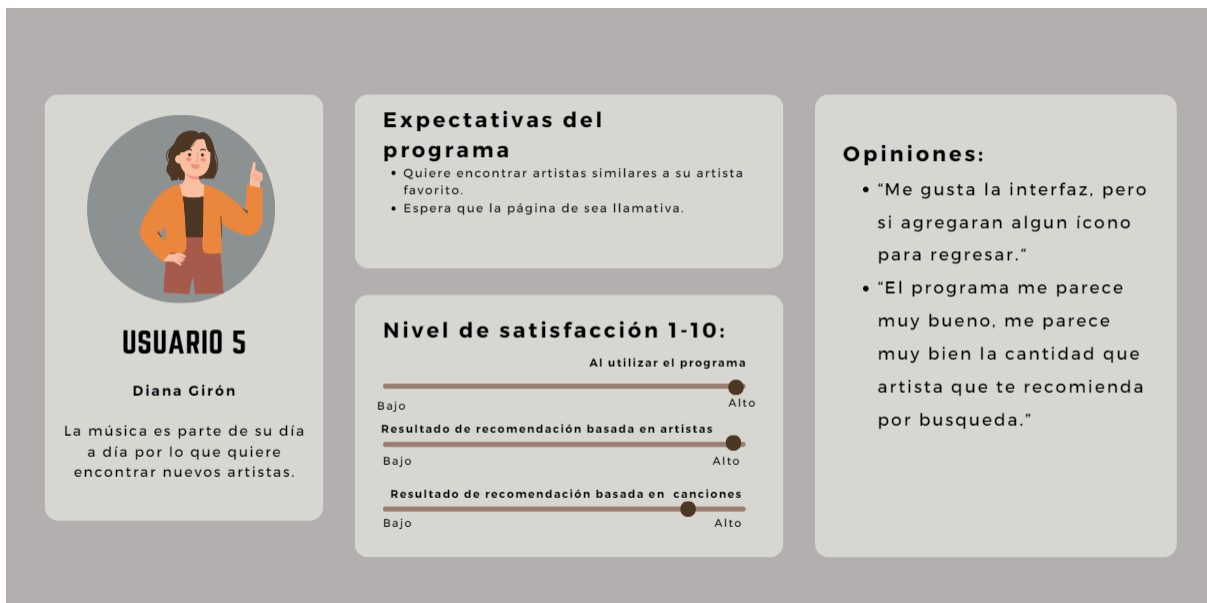 USUARIO 5
Diana Girón
La música es parte de su día
a día por lo que quiere
encontrar nuevos artistas.
Expectativas del
programa
• Quiere encontrar artistas similares a su artista
favorito.
• Espera que la página de sea llamativa.
Nivel de satisfacción 1-10:
Al utilizar el programa
Bajo Alto
Resultado de recomendación basada en artistas
Bajo Alto
Resultado de recomendación basada en canciones
Bajo Alto
Opiniones:
• “Me gusta la interfaz, pero
si agregaran algun ícono
para regresar.“
• “El programa me parece
muy bueno, me parece
muy bien la cantidad que
artista que te recomienda
por busqueda.”